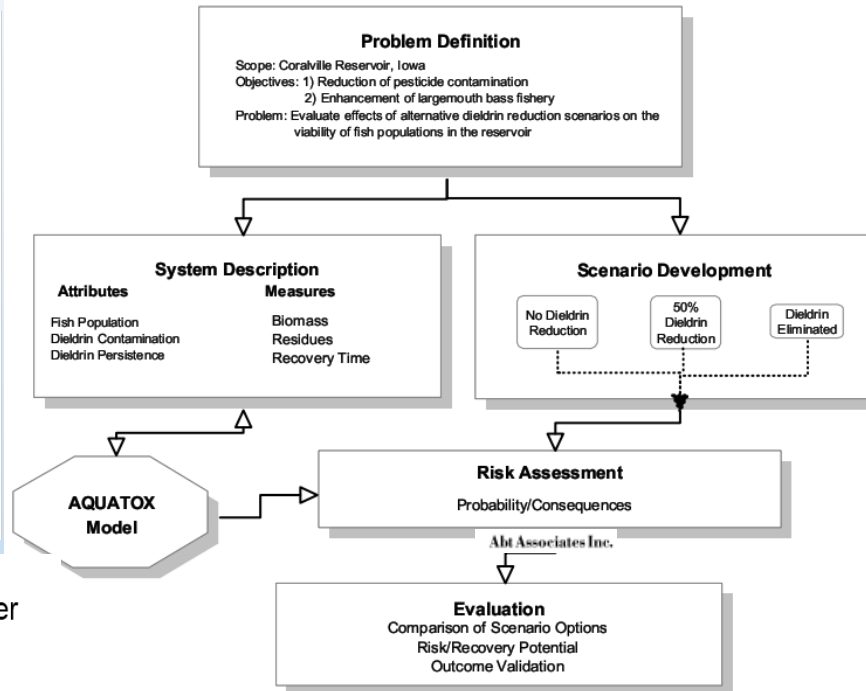 Problem Definition
Scope: Coralville Reservoir, Iowa
Objectives: 1) Reduction of pesticide contamination
2) Enhancement of largemouth bass fishery
Problem: Evaluate effects of alternative dieldrin reduction scenarios on the
viability of fish populations in the reservoir
System Description
Attributes
Measures
Fish Population
Dieldrin Contamination
Dieldrin Persistence
Biomass
Residues
Recovery Time
Scenario Development
No Dieldrin
Reduction
50%
Dieldrin
Reduction
Dieldrin
Eliminated
AQUATOX
Model
Risk Assessment
Probability/Consequences
Abt Associates Inc.
Evaluation
Comparison of Scenario Options
Risk/Recovery Potential
Outcome Validation